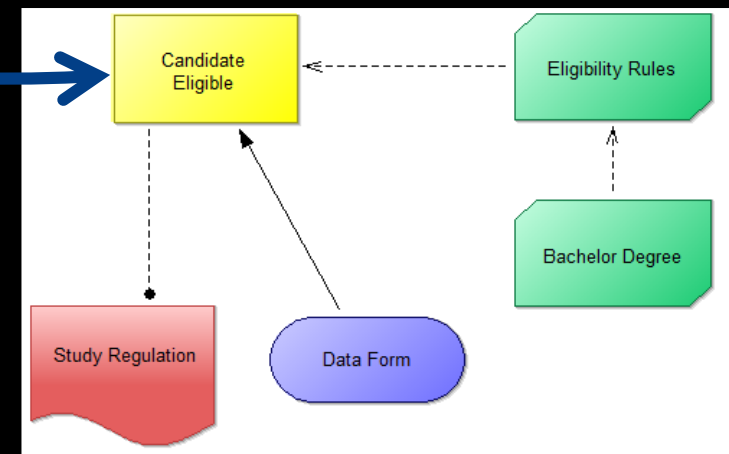 Candidate
Eligible
Eligibility Rules
Bachelor Degree
Study Regulation
Data Form